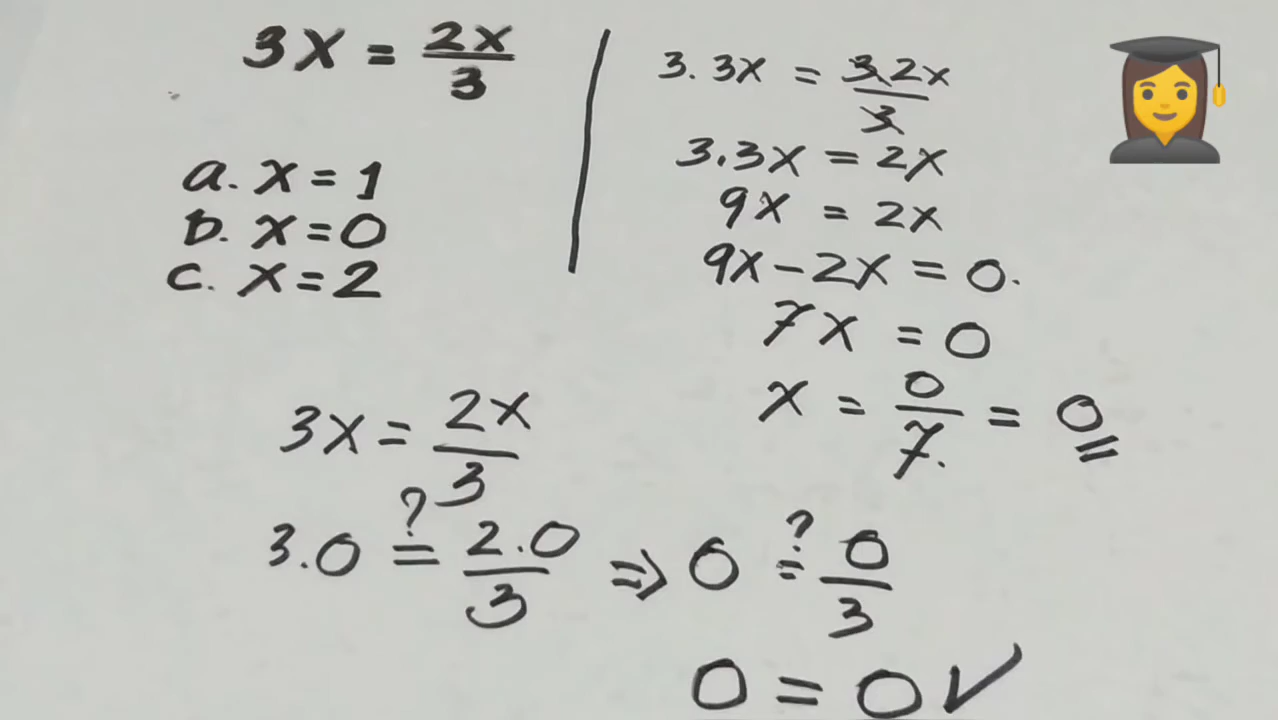 3X = 2X/3
a. X = 1
b. X = 0
c. X = 2
3X = 2X/3
3.0 ?= 2.0/3 ⇒ 0 ?= 0/3
0 = 0 ✓
3.3X = 3.2X/3
3.3X = 2X
9X = 2X
9X - 2X = 0.
7X = 0
X = 0/7. = 0